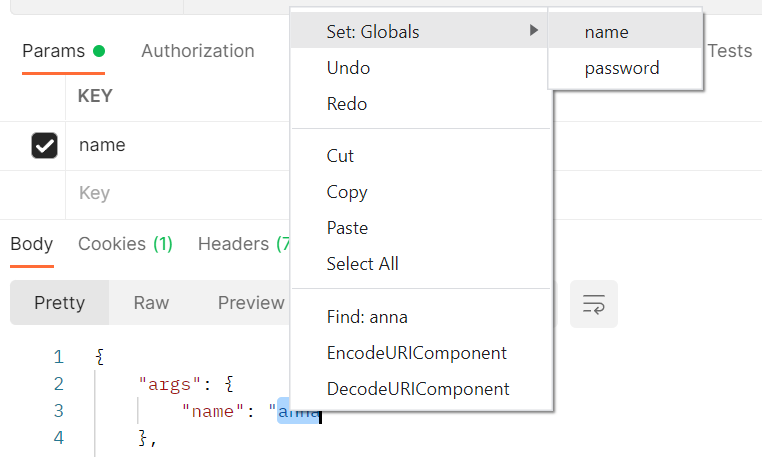 Set: Globals
name
Params
Authorization
Undo
password
Tests
KEY
Redo
name
Cut
Key
Copy
Paste
Body
Cookies (1)
Headers (7
Select All
Pretty
Raw
Preview
Find: anna
1 {
EncodeURIComponent
2 "args": {
DecodeURIComponent
3 "name": "anna
4 },